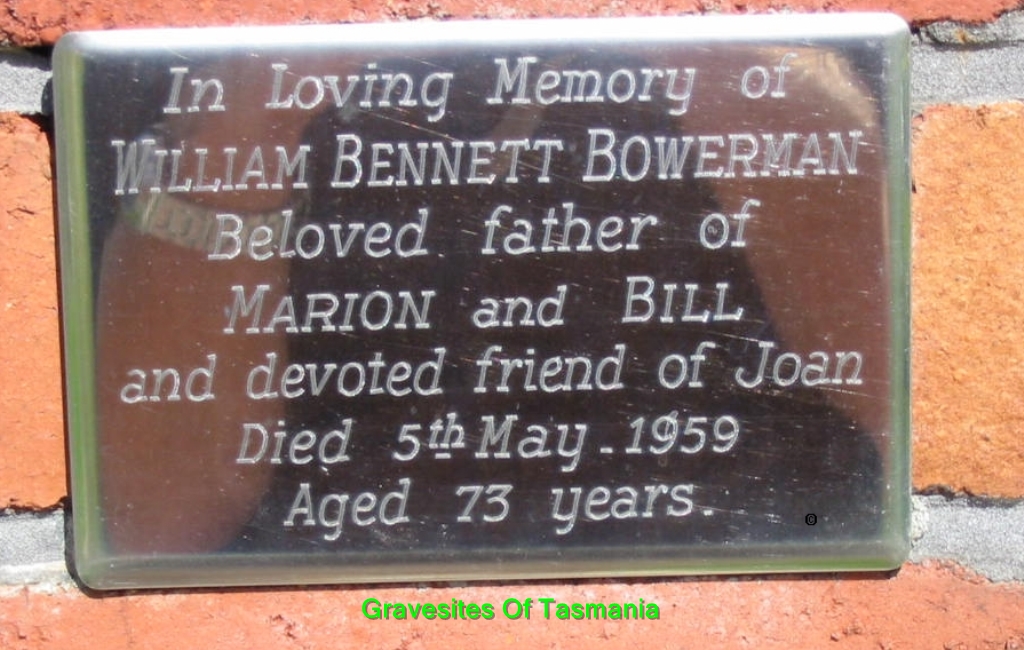 In Loving Memory of
WILLIAM BENNETT BOWERMAN
Beloved father of
MARION and BILL
and devoted friend of Joan
Died 5th May. 1959
Aged 73 years.
©
Gravesites Of Tasmania